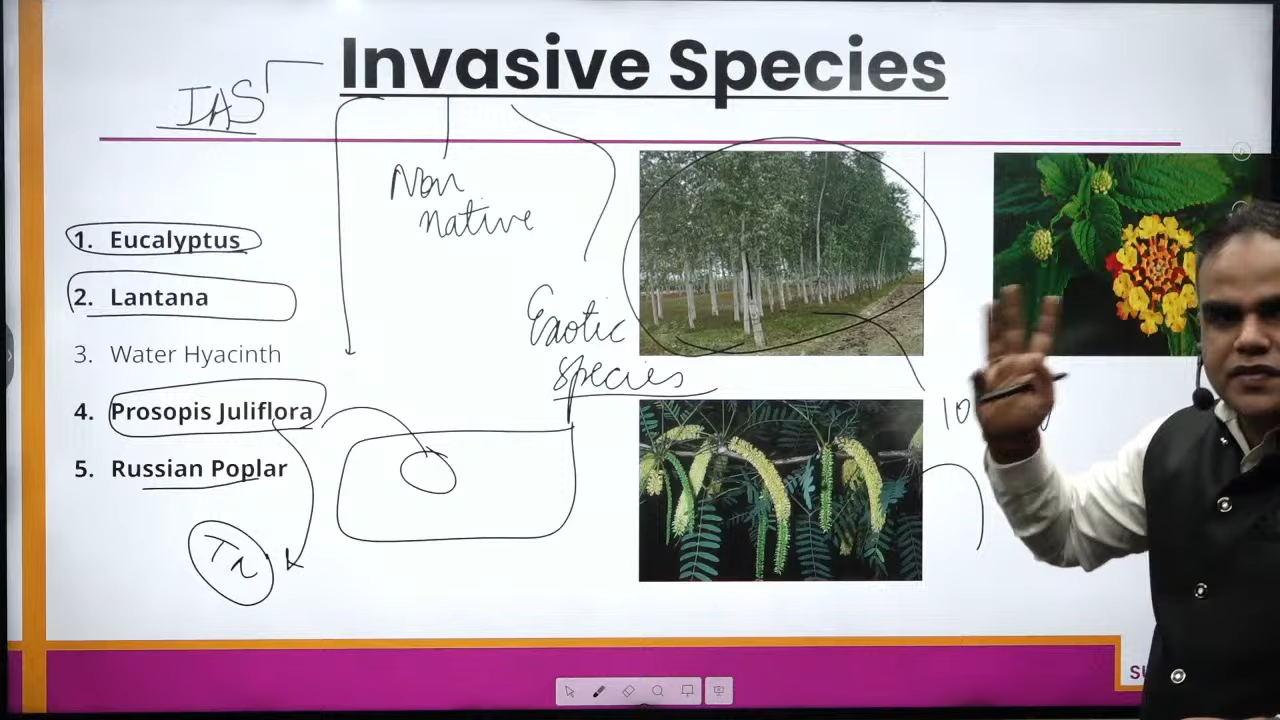 Invasive Species
IAS
Non
native
1. Eucalyptus
2. Lantana
3. Water Hyacinth
4. Prosopis Juliflora
5. Russian Poplar
Exotic
species